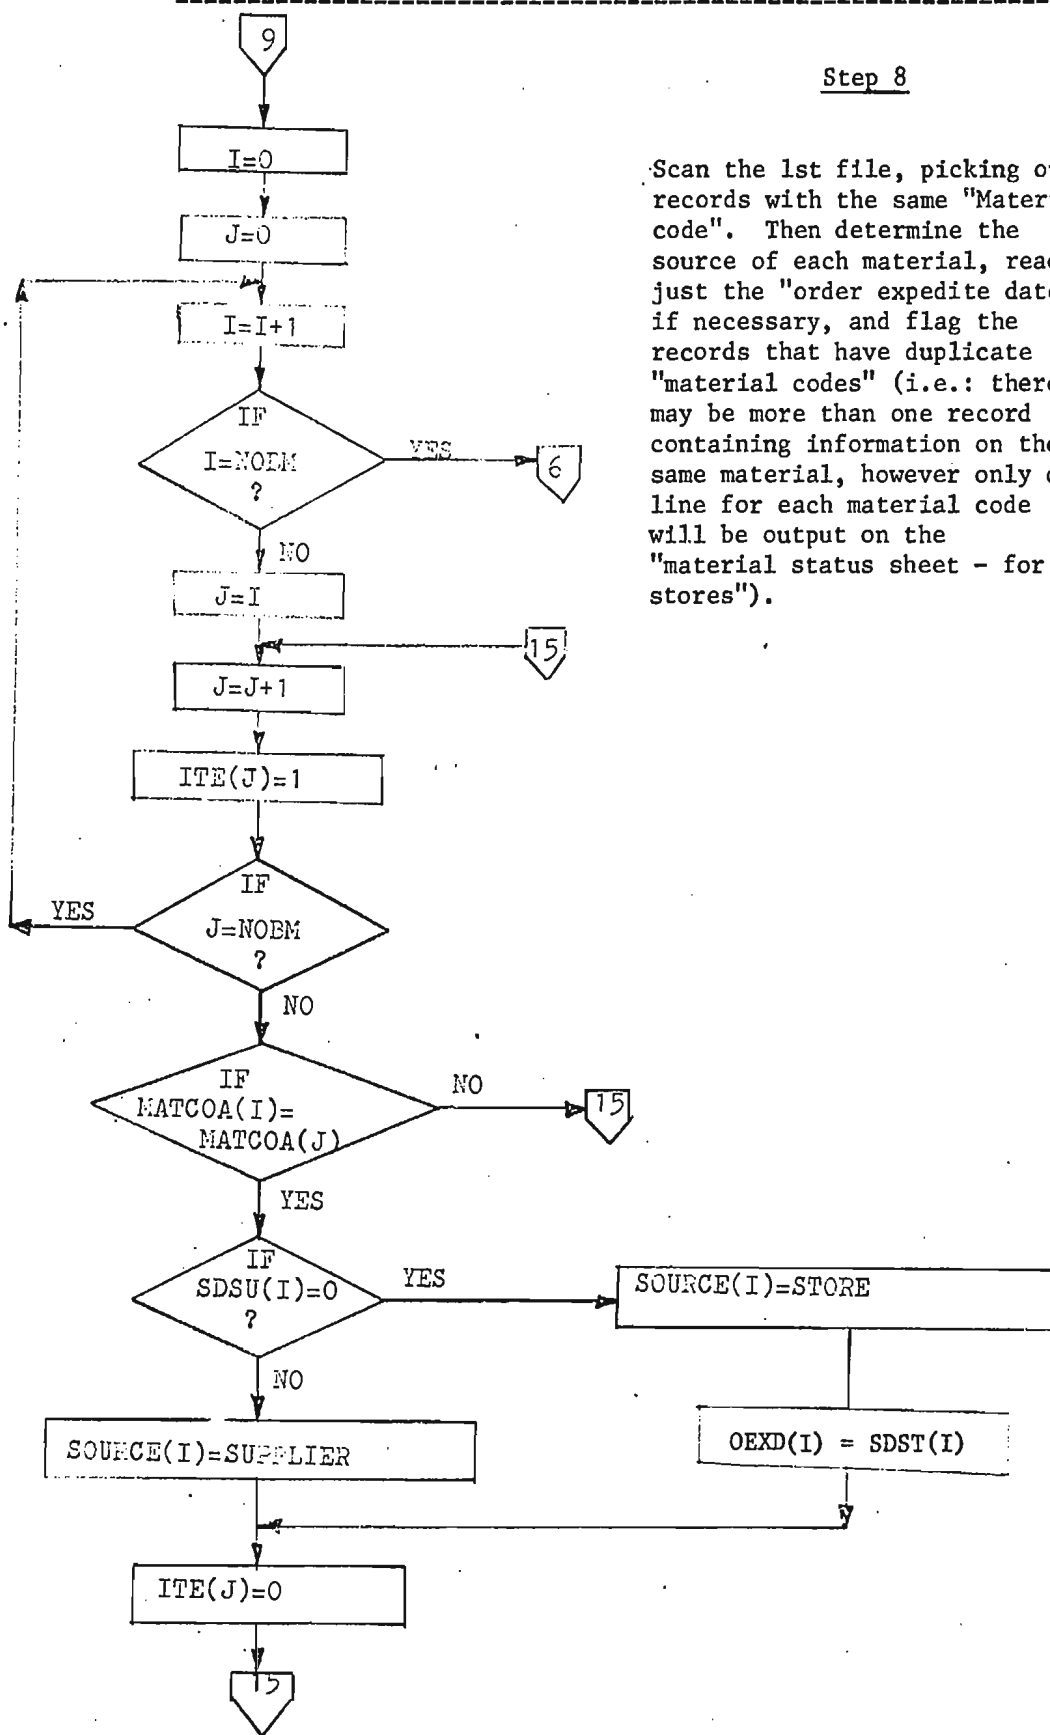 9
Step 8
I=0
J=0
I=I+1
IF
I=NOBM
?
YES
6
NO
J=I
15
J=J+1
ITE(J)=1
IF
J=NOBM
?
YES
NO
IF
MATCOA(I)=
MATCOA(J)
NO
15
YES
IF
SDSU(I)=0
?
YES
SOURCE(I)=STORE
NO
SOURCE(I)=SUPPLIER
OEXD(I) = SDST(I)
ITE(J)=0
15
Scan the 1st file, picking
records with the same
code". Then determine the
source of each material,
just the "order expedite
if necessary, and flag the
records that have duplicate
"material codes" (i.e.:
may be more than one record
containing information on
same material, however only
line for each material code
will be output on the
"material status sheet - for
stores").